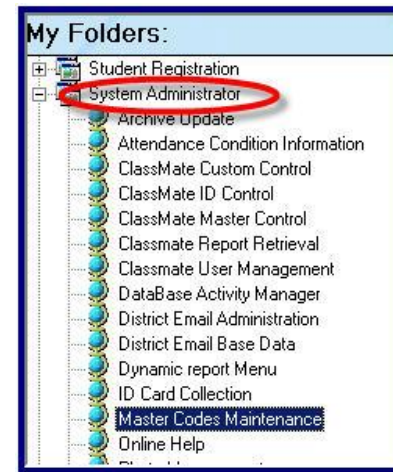 My Folders:
Student Registration
System Administrator
Archive Update
Attendance Condition Information
ClassMate Custom Control
ClassMate ID Control
ClassMate Master Control
Classmate Report Retrieval
Classmate User Management
DataBase Activity Manager
District Email Administration
District Email Base Data
Dynamic report Menu
ID Card Collection
Master Codes Maintenance
Online Help